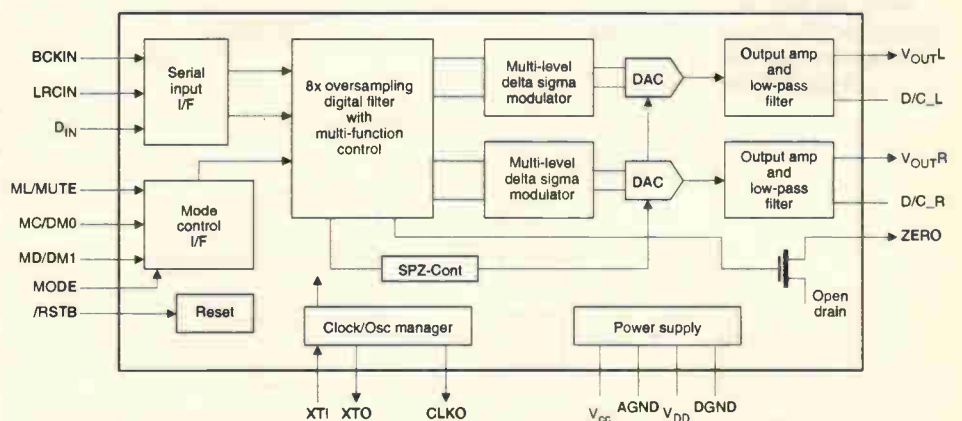 BCKIN
LRCIN
DIN
ML/MUTE
MC/DM0
MD/DM1
MODE
/RSTB
Serial
input
I/F
Mode
control
I/F
Reset
8x oversampling
digital filter
with
multi-function
control
Multi-level
delta sigma
modulator
DAC
Output amp
and
low-pass
filter
VOUTL
D/C_L
Multi-level
delta sigma
modulator
DAC
Output amp
and
low-pass
filter
VOUTR
D/C_R
ZERO
SPZ-Cont
Open
drain
Clock/Osc manager
Power supply
XTI
XTO
CLKO
Vcc
AGND
VDD
DGND